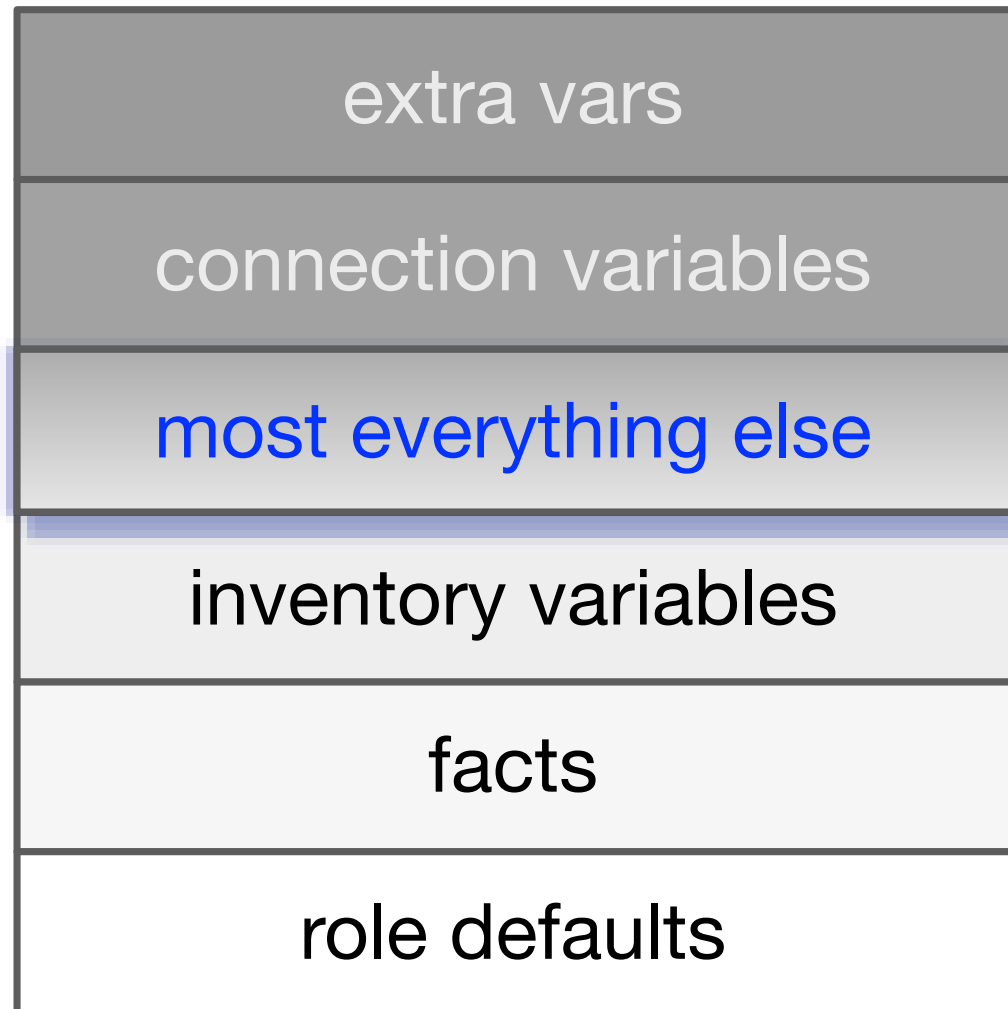 extra vars
connection variables
most everything else
inventory variables
facts
role defaults